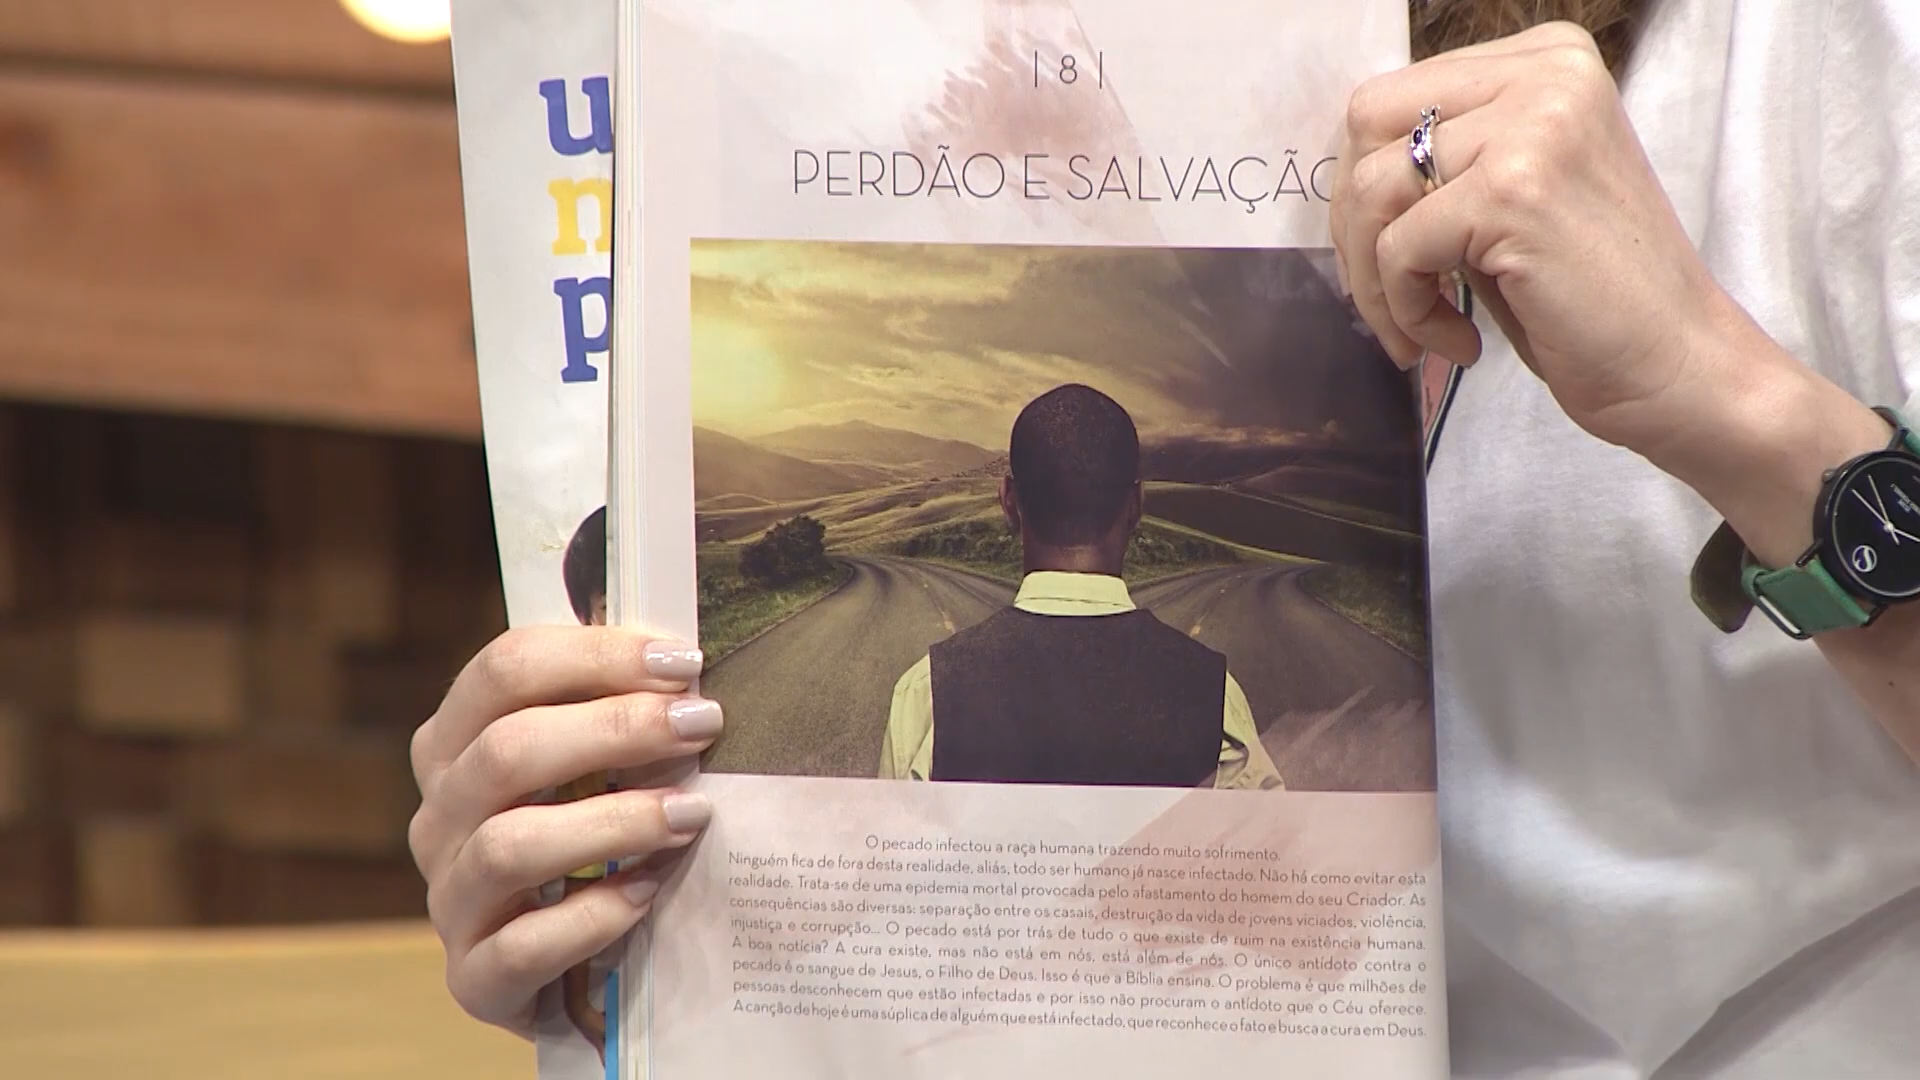 u
n
p
| 8 |
PERDÃO E SALVAÇÃO
O pecado infectou a raça humana trazendo muito sofrimento.
Ninguém fica de fora desta realidade, aliás, todo ser humano já nasce infectado. Não há como evitar esta
realidade. Trata-se de uma epidemia mortal provocada pelo afastamento do homem do seu Criador. As
consequências são diversas: separação entre os casais, destruição da vida de jovens viciados, violência,
injustiça e corrupção... O pecado está por trás de tudo o que existe de ruim na existência humana.
A boa notícia? A cura existe, mas não está em nós, está além de nós. O único antídoto contra o
pecado é o sangue de Jesus, o Filho de Deus. Isso é que a Bíblia ensina. O problema é que milhões de
pessoas desconhecem que estão infectadas e por isso não procuram o antídoto que o Céu oferece.
A canção de hoje é uma súplica de alguém que está infectado, que reconhece o fato e busca a cura em Deus.